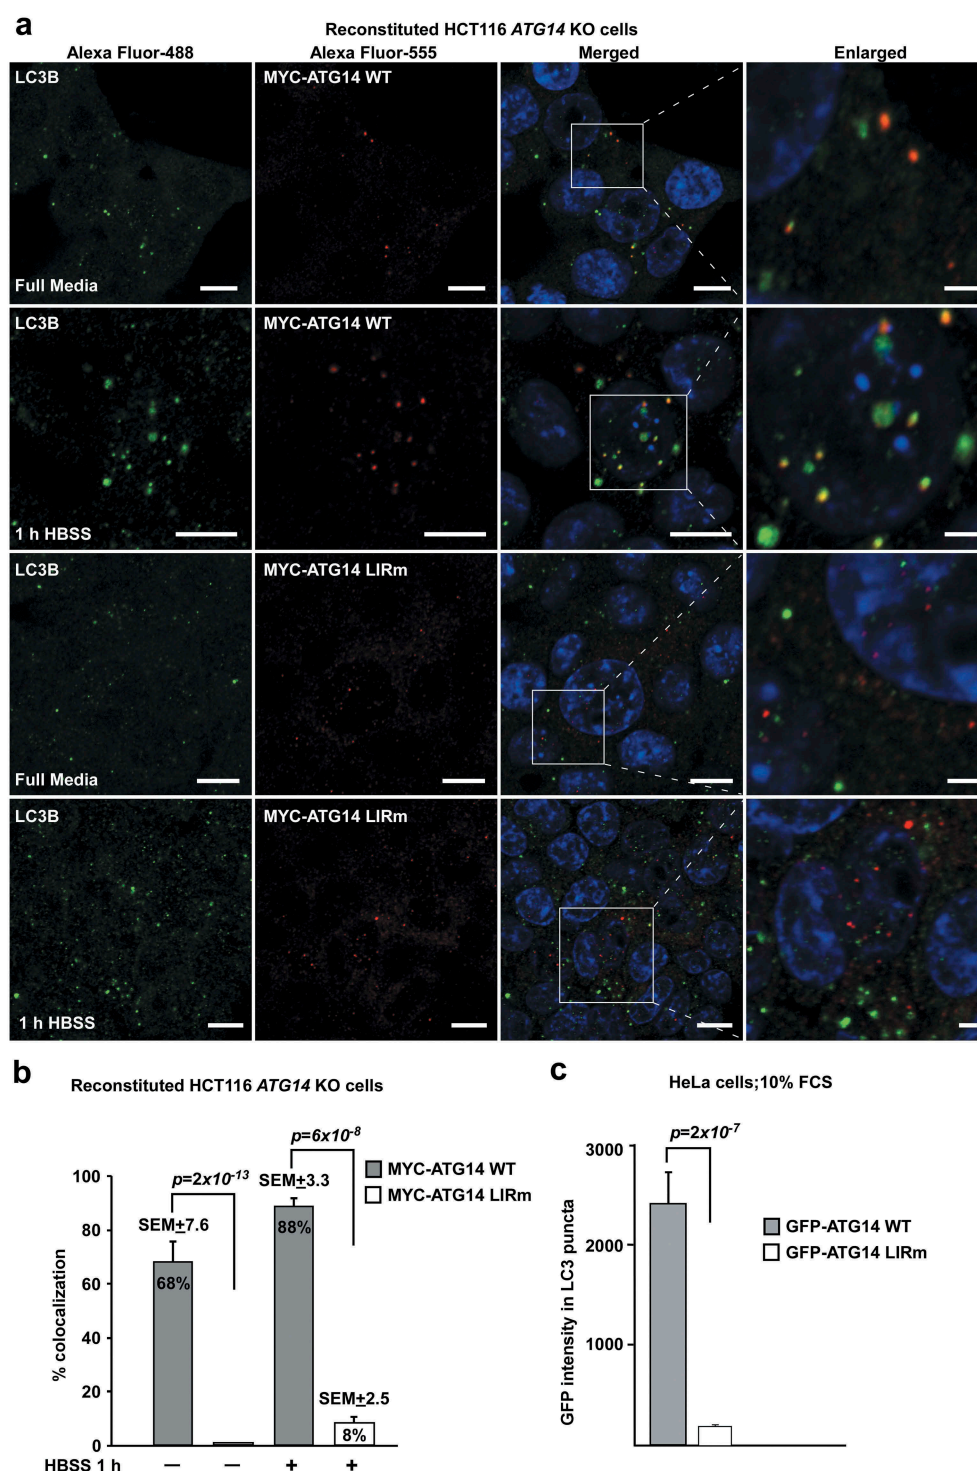 a
Reconstituted HCT116 ATG14 KO cells
Alexa Fluor-488 Alexa Fluor-555 Merged Enlarged
LC3B MYC-ATG14 WT
Full Media
LC3B MYC-ATG14 WT
1 h HBSS
LC3B MYC-ATG14 LIRm
Full Media
LC3B MYC-ATG14 LIRm
1 h HBSS
b
Reconstituted HCT116 ATG14 KO cells
p=6x10-8
p=2x10-13
MYC-ATG14 WT
MYC-ATG14 LIRm
SEM±3.3
SEM±7.6
SEM±2.5
88%
68%
8%
% colocalization
100
80
60
40
20
0
HBSS 1 h — — + +
c
HeLa cells;10% FCS
p=2x10-7
GFP-ATG14 WT
GFP-ATG14 LIRm
GFP intensity in LC3 puncta
3000
2000
1000